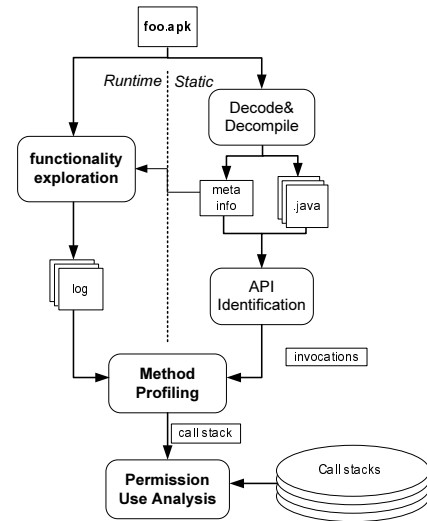 foo.apk
Runtime
Static
Decode&
Decompile
functionality
exploration
meta
info
.java
log
API
Identification
invocations
Method
Profiling
call stack
Permission
Use Analysis
Call stacks